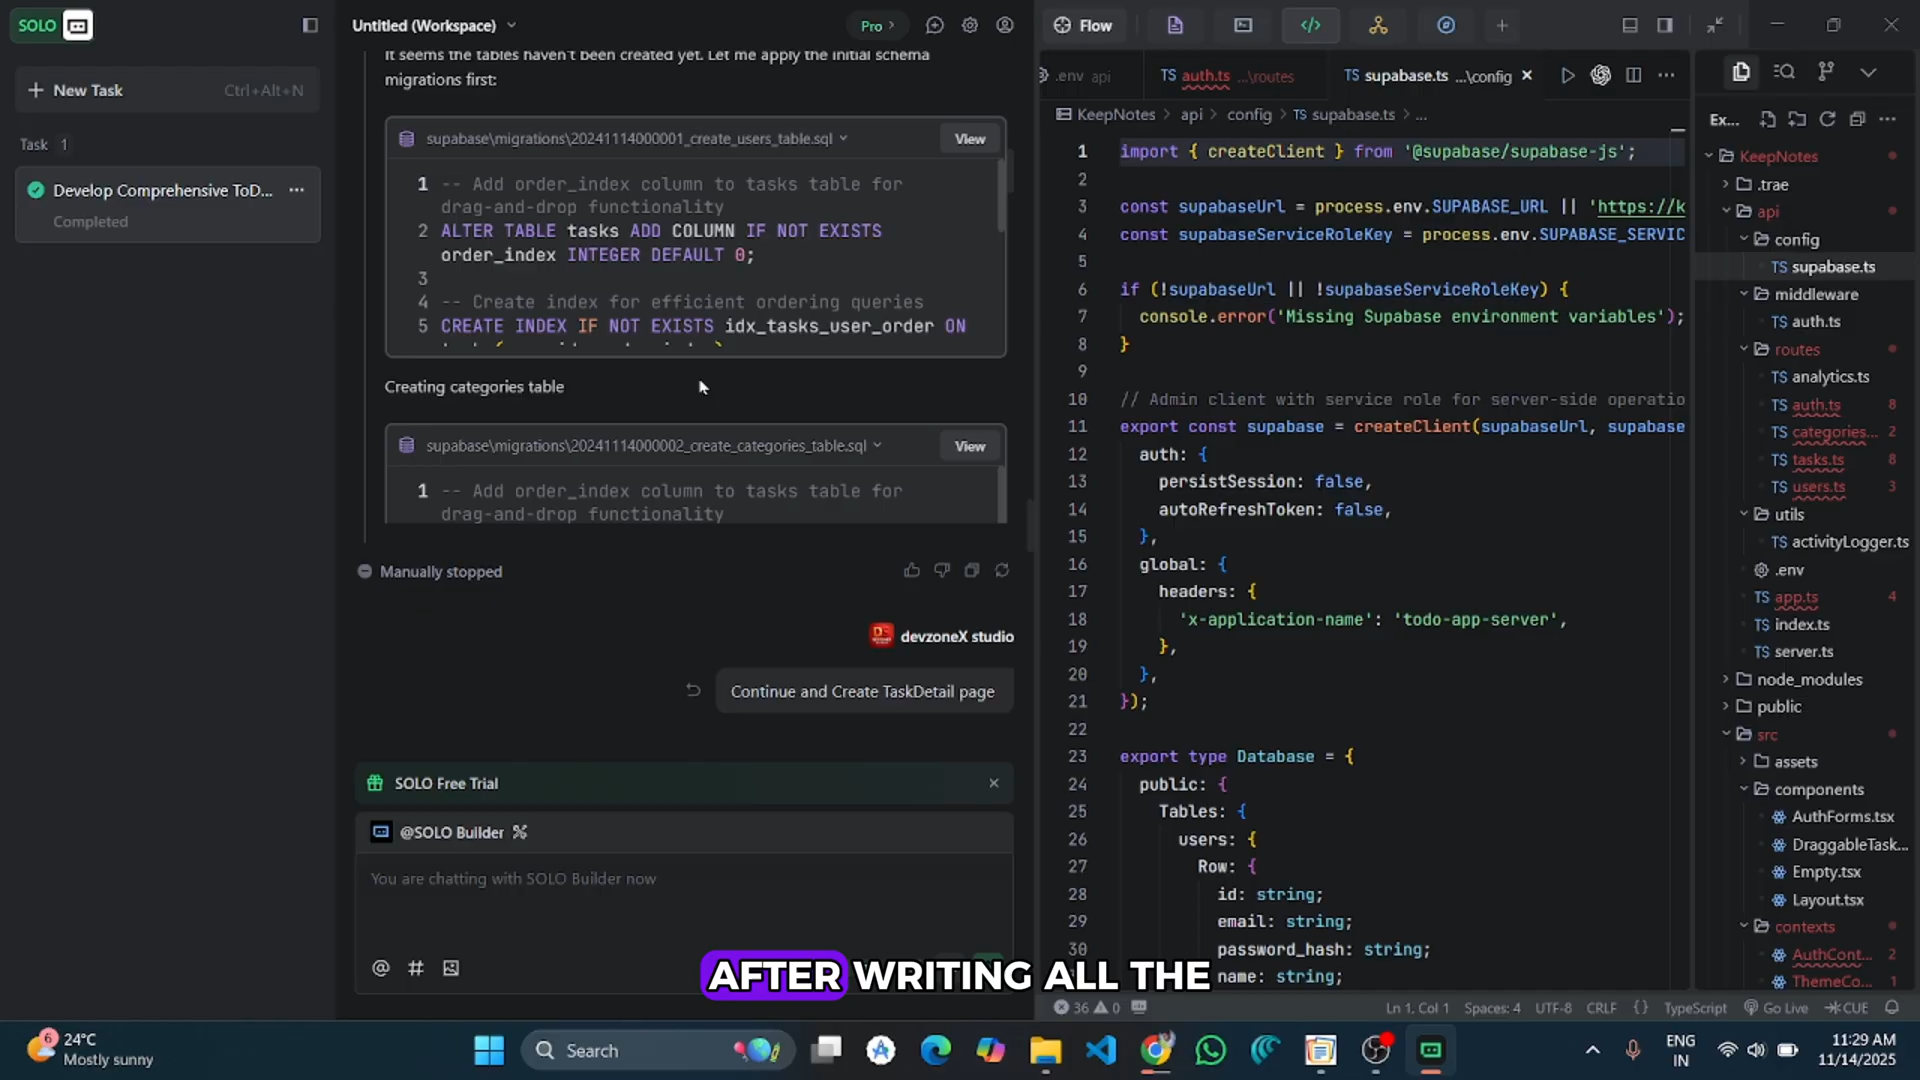 SOLO
New Task
Ctrl+Alt+N
Task 1
Develop Comprehensive ToD...
Completed
Untitled (Workspace)
Pro
It seems the tables haven't been created yet. Let me apply the initial schema
migrations first:
supabase\migrations\20241114000001_create_users_table.sql
View
1 -- Add order_index column to tasks table for
drag-and-drop functionality
2 ALTER TABLE tasks ADD COLUMN IF NOT EXISTS
order_index INTEGER DEFAULT 0;
3
4 -- Create index for efficient ordering queries
5 CREATE INDEX IF NOT EXISTS idx_tasks_user_order ON
Creating categories table
supabase\migrations\20241114000002_create_categories_table.sql
View
1 -- Add order_index column to tasks table for
drag-and-drop functionality
Manually stopped
devzoneX studio
Continue and Create TaskDetail page
SOLO Free Trial
@SOLO Builder
You are chatting with SOLO Builder now
AFTER WRITING ALL THE
Flow
.env api
TS auth.ts ...\routes
TS supabase.ts ...\config
KeepNotes > api > config > TS supabase.ts > ...
1 import { createClient } from '@supabase/supabase-js';
2
3 const supabaseUrl = process.env.SUPABASE_URL || 'https://k
4 const supabaseServiceRoleKey = process.env.SUPABASE_SERVIC
5
6 if (!supabaseUrl || !supabaseServiceRoleKey) {
7 console.error('Missing Supabase environment variables');
8 }
9
10 // Admin client with service role for server-side operatio
11 export const supabase = createClient(supabaseUrl, supabase
12 auth: {
13 persistSession: false,
14 autoRefreshToken: false,
15 },
16 global: {
17 headers: {
18 'x-application-name': 'todo-app-server',
19 },
20 },
21 });
22
23 export type Database = {
24 public: {
25 Tables: {
26 users: {
27 Row: {
28 id: string;
29 email: string;
30 password_hash: string;
name: string;
Ex...
KeepNotes
.trae
api
config
TS supabase.ts
middleware
TS auth.ts
routes
TS analytics.ts
TS auth.ts 8
TS categories... 2
TS tasks.ts 8
TS users.ts 3
utils
TS activityLogger.ts
.env
TS app.ts 4
TS index.ts
TS server.ts
node_modules
public
src
assets
components
AuthForms.tsx
DraggableTask...
Empty.tsx
Layout.tsx
contexts
AuthCont... 2
ThemeCo... 1
36 0
Ln 1, Col 1
Spaces: 4
UTF-8
CRLF
{ }
TypeScript
Go Live
CUE
6
24°C
Mostly sunny
Search
ENG
IN
11:29 AM
11/14/2025